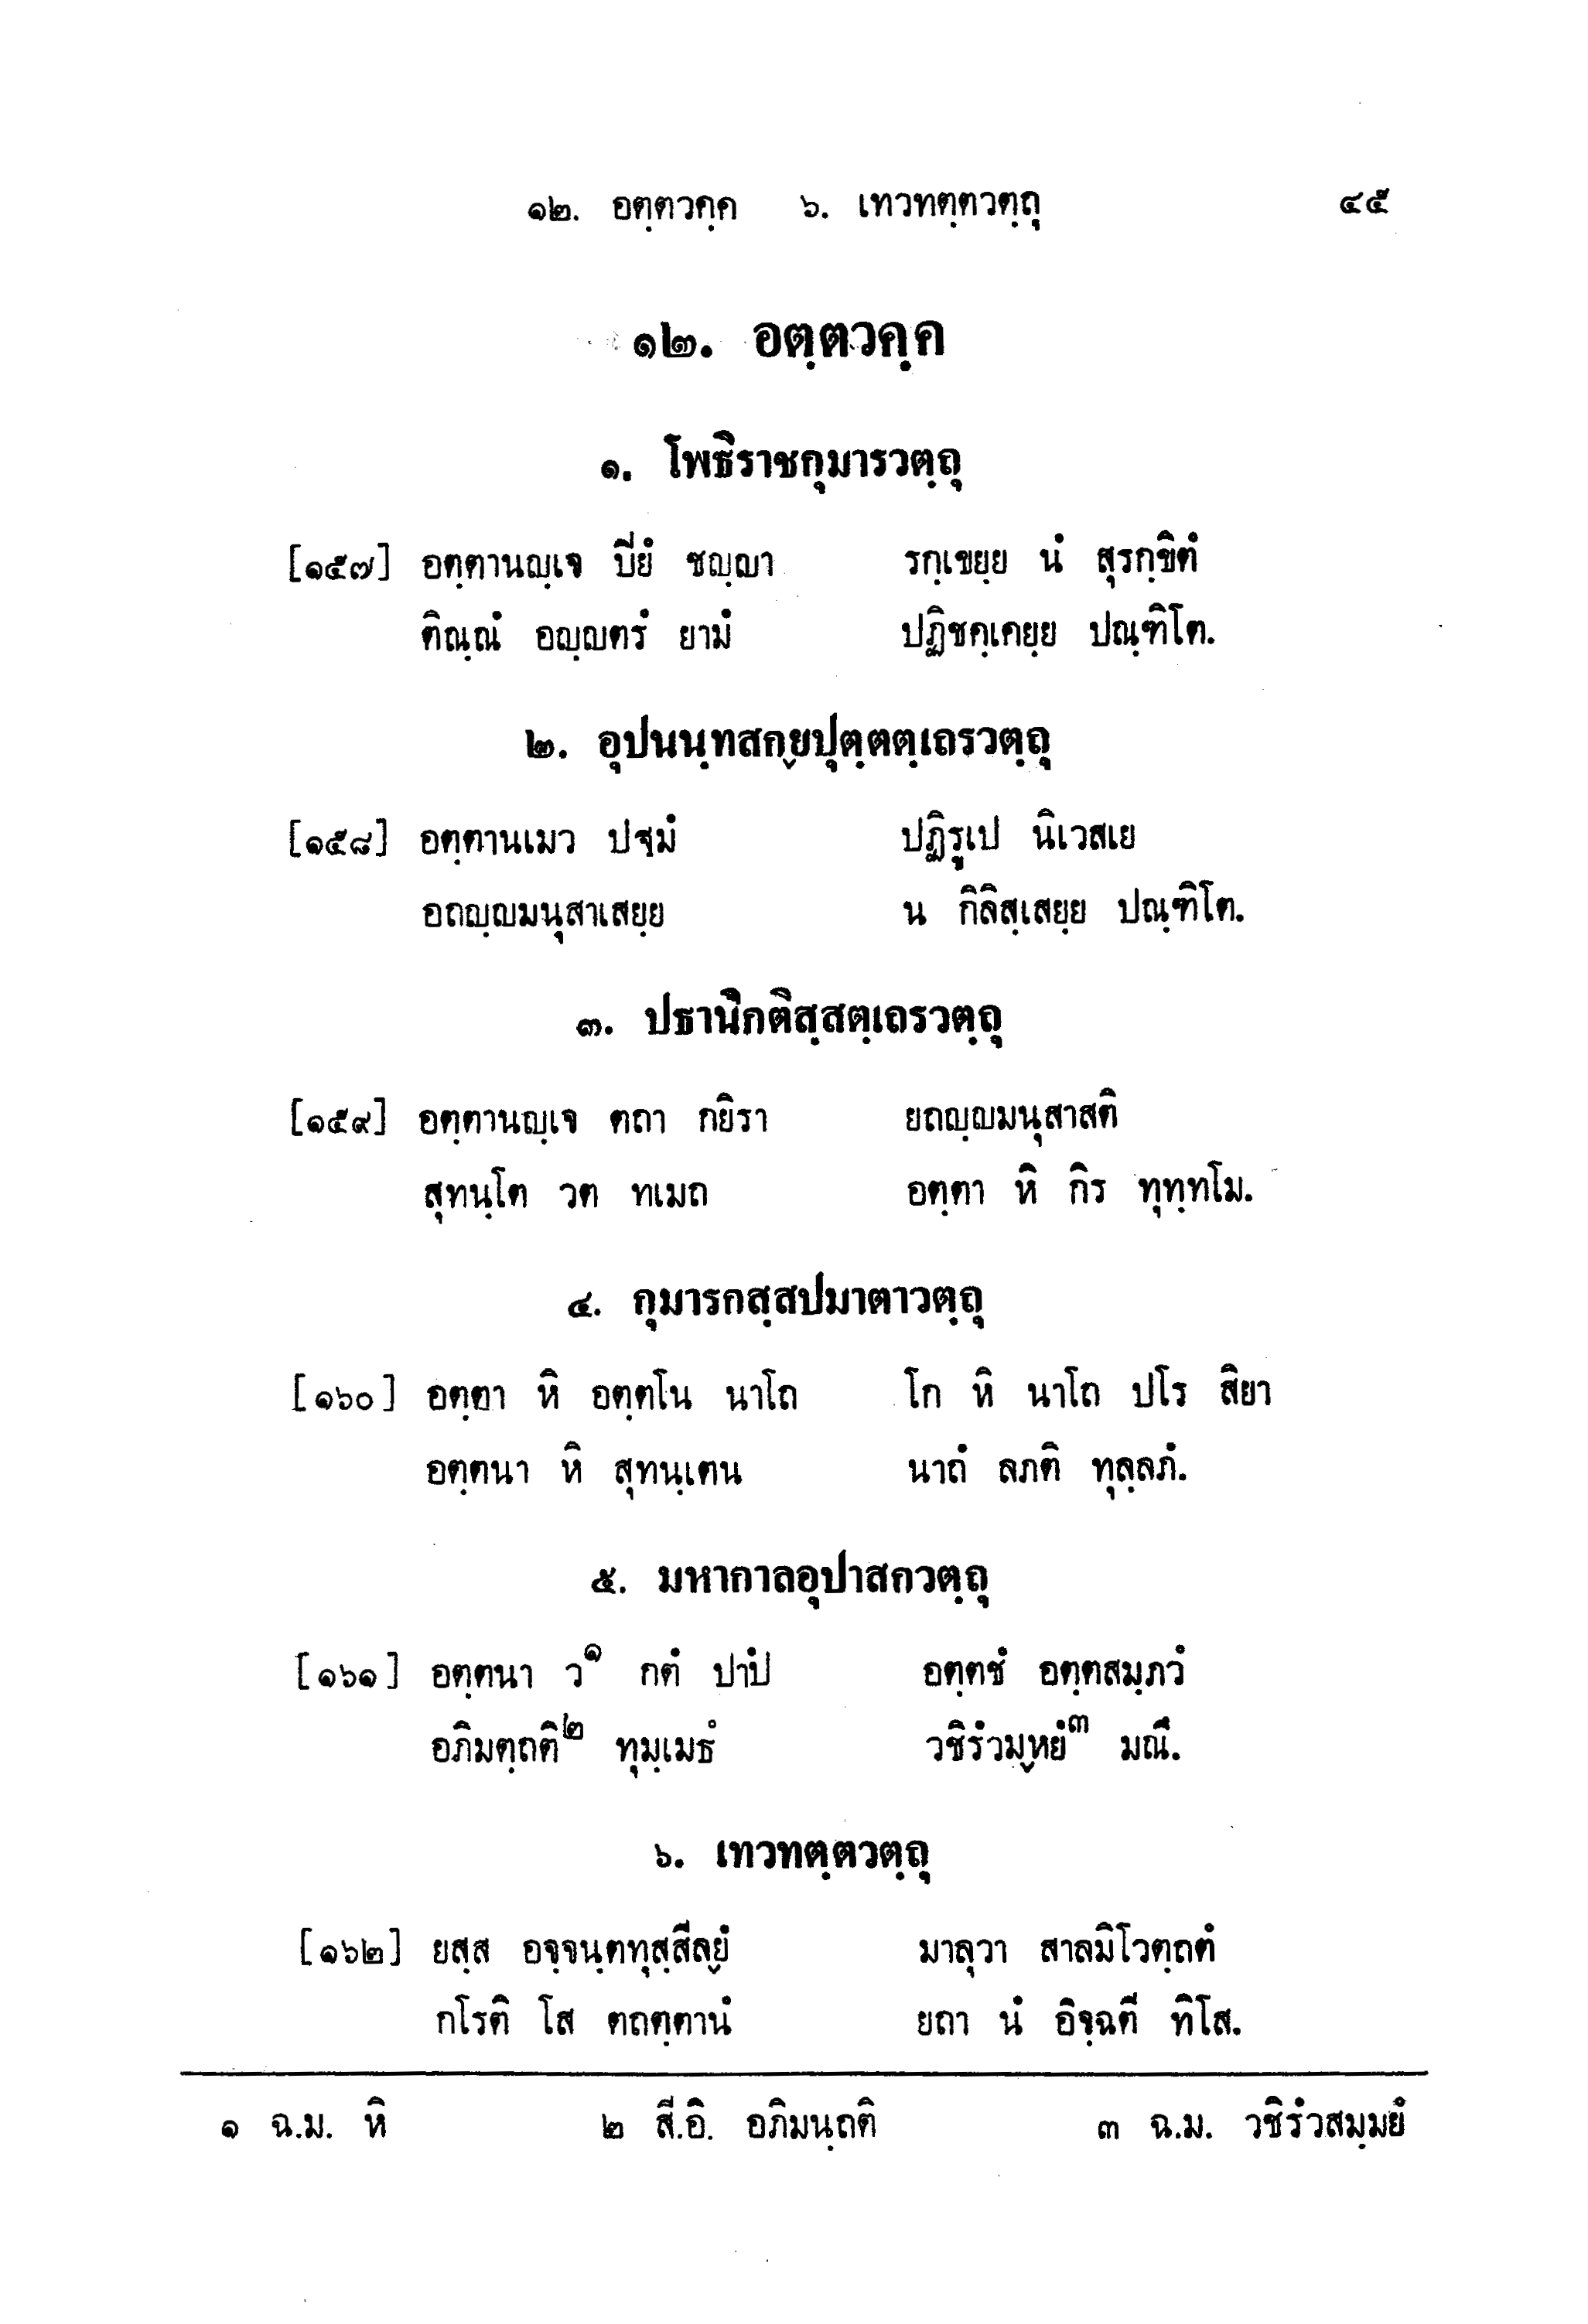 ๑๒. อตฺตวคฺค ๖. เทวทตฺตวตฺถุ ๔๕
๑๒. อตฺตวคฺค
๑. โพธิราชกุมารวตฺถุ
[๑๕๗] อตฺตานญฺเจ ปิยํ ชญฺญา รกฺเขยฺย นํ สุรกฺขิตํ
ติณฺณํ อญฺญตรํ ยามํ ปฏิชคฺเคยฺย ปณฺฑิโต.
๒. อุปนนฺทสกฺยปุตฺตตฺเถรวตฺถุ
[๑๕๘] อตฺตานเมว ปฐมํ ปฏิรูเป นิเวสเย
อถญฺญมนุสาเสยฺย น กิลิสฺเสยฺย ปณฺฑิโต.
๓. ปธานิกติสฺสตฺเถรวตฺถุ
[๑๕๙] อตฺตานญฺเจ ตถา กยิรา ยถญฺญมนุสาสติ
สุทนฺโต วต ทเมถ อตฺตา หิ กิร ทุทฺทโม.
๔. กุมารกสฺสปมาตาวตฺถุ
[๑๖๐] อตฺตา หิ อตฺตโน นาโถ โก หิ นาโถ ปโร สิยา
อตฺตนา หิ สุทนฺเตน นาถํ ลภติ ทุลฺลภํ.
๕. มหากาลอุปาสกวตฺถุ
[๑๖๑] อตฺตนา ว๑ กตํ ปาปํ อตฺตชํ อตฺตสมฺภวํ
อภิมตฺถติ๒ ทุมฺเมธํ วชิรํวมฺหยํ๓ มณึ.
๖. เทวทตฺตวตฺถุ
[๑๖๒] ยสฺส อจฺจนฺตทุสฺสีลฺยํ มาลุวา สาลมิโวตฺถตํ
กโรติ โส ตถตฺตานํ ยถา นํ อิจฺฉตี ทิโส.
๑ ฉ.ม. หิ ๒ สี.อิ. อภิมนฺถติ ๓ ฉ.ม. วชิรํวสมฺมยํ